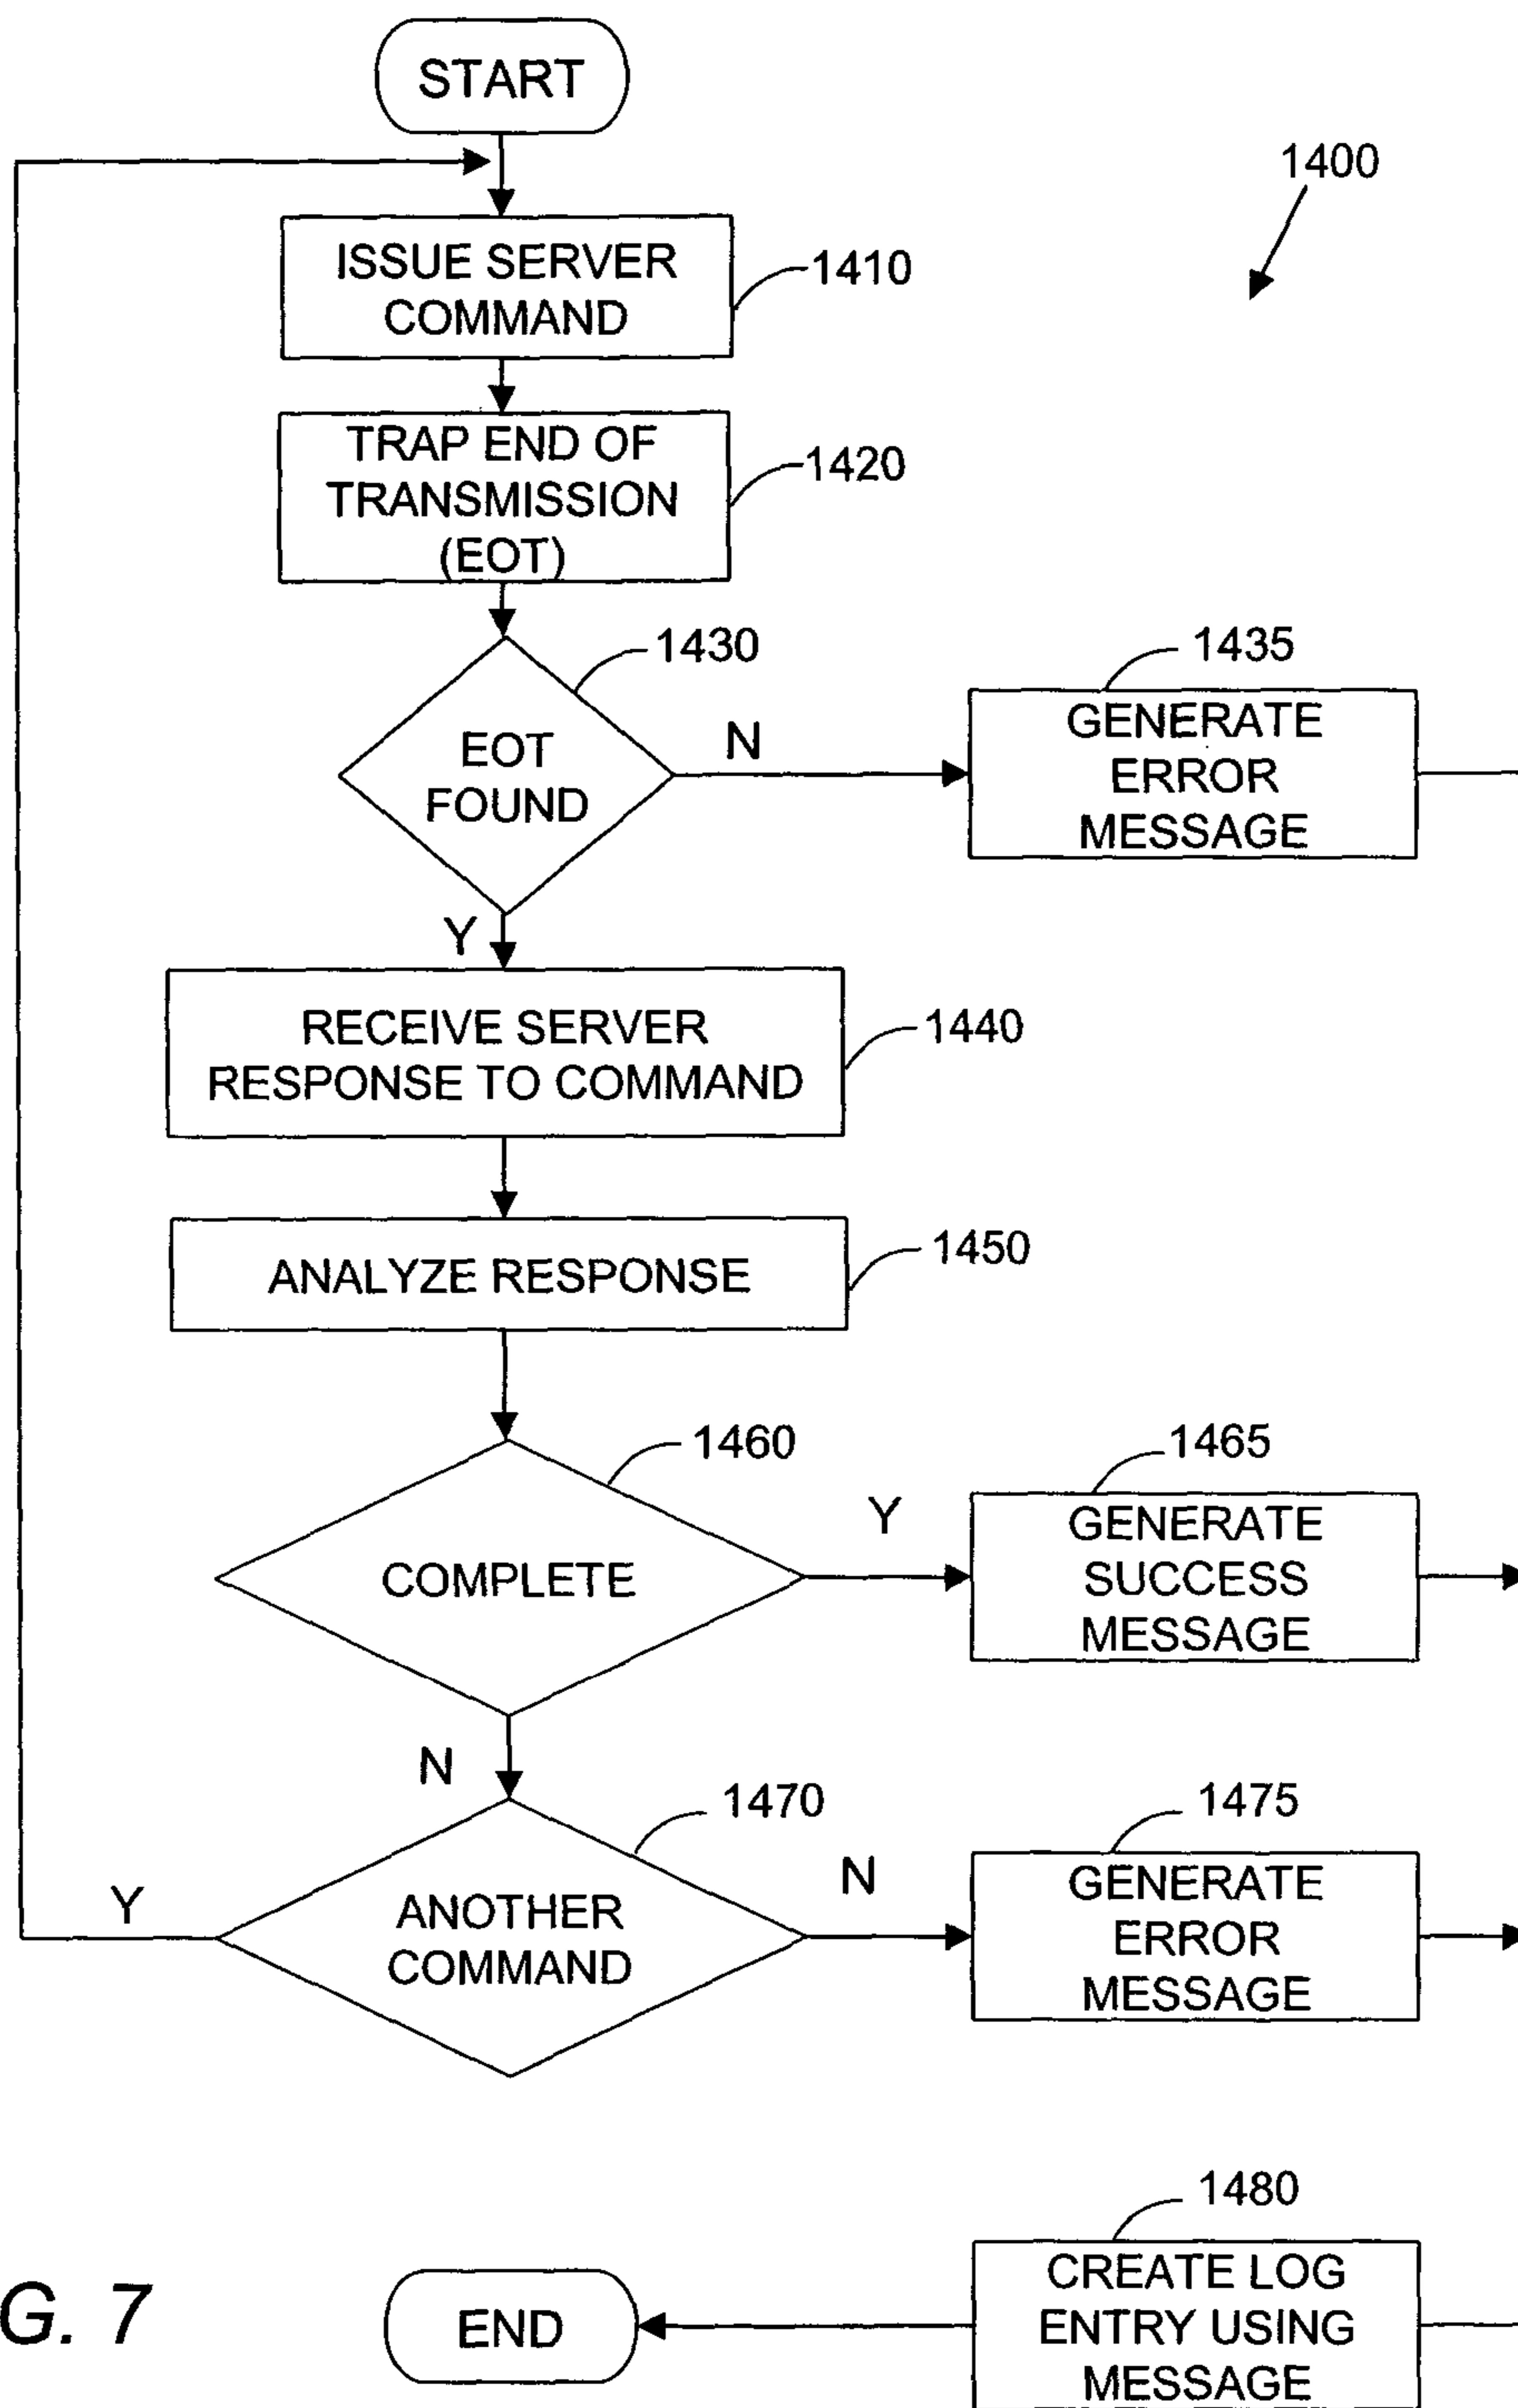 START
1400
ISSUE SERVER
COMMAND
1410
TRAP END OF
TRANSMISSION
(EOT)
1420
1430
EOT
FOUND
N
1435
GENERATE
ERROR
MESSAGE
Y
RECEIVE SERVER
RESPONSE TO COMMAND
1440
ANALYZE RESPONSE
1450
1460
COMPLETE
Y
1465
GENERATE
SUCCESS
MESSAGE
N
1470
ANOTHER
COMMAND
Y
N
1475
GENERATE
ERROR
MESSAGE
1480
CREATE LOG
ENTRY USING
MESSAGE
END
G. 7